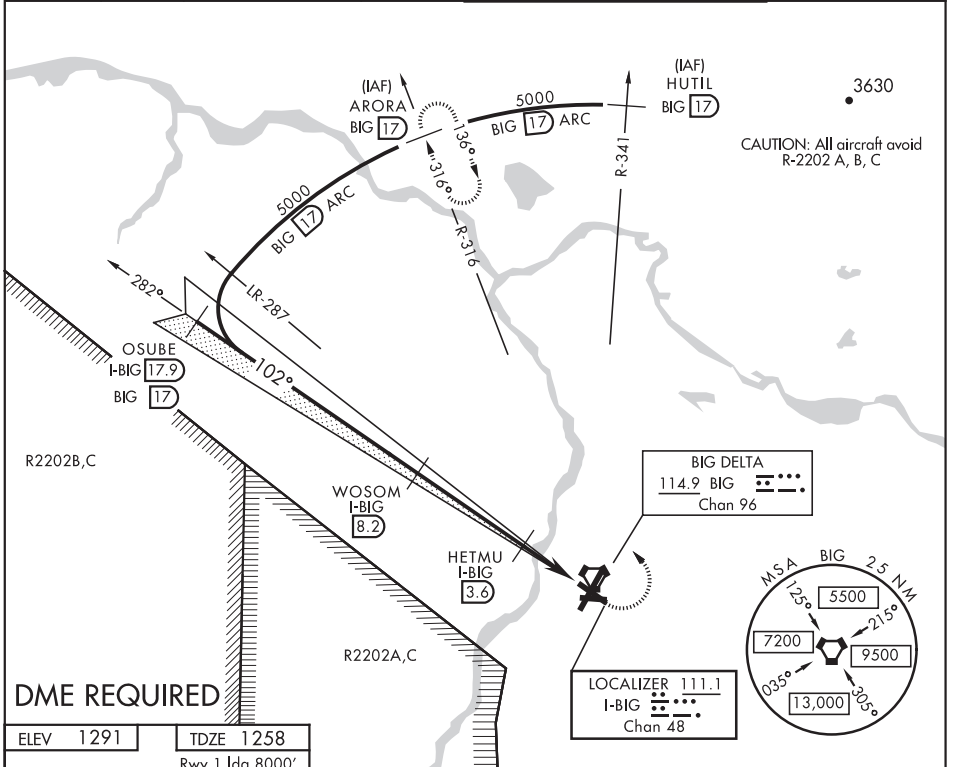 (IAF)
HUTIL
BIG 17
3630
(IAF)
ARORA
BIG 17
5000
BIG 17 ARC
CAUTION: All aircraft avoid
R-2202 A, B, C
136°
316°
R-341
5000
BIG 17 ARC
R-316
282°
LR-287
OSUBE
I-BIG 17.9
BIG 17
102°
R2202B,C
WOSOM
I-BIG
8.2
BIG DELTA
114.9 BIG
Chan 96
HETMU
I-BIG
3.6
MSA BIG 25 NM
125°
5500
215°
7200
9500
035°
13,000
305°
R2202A,C
LOCALIZER 111.1
I-BIG
Chan 48
DME REQUIRED
ELEV 1291
TDZE 1258
Rwy 1 ldg 8000'